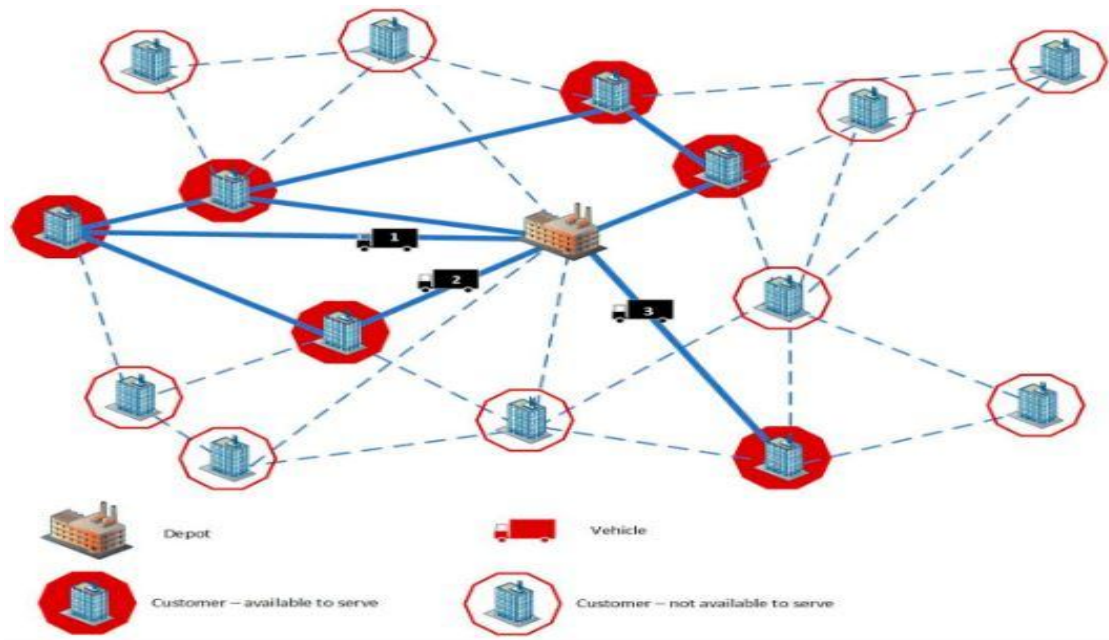 1
2
3
Depot
Vehicle
Customer – available to serve
Customer – not available to serve